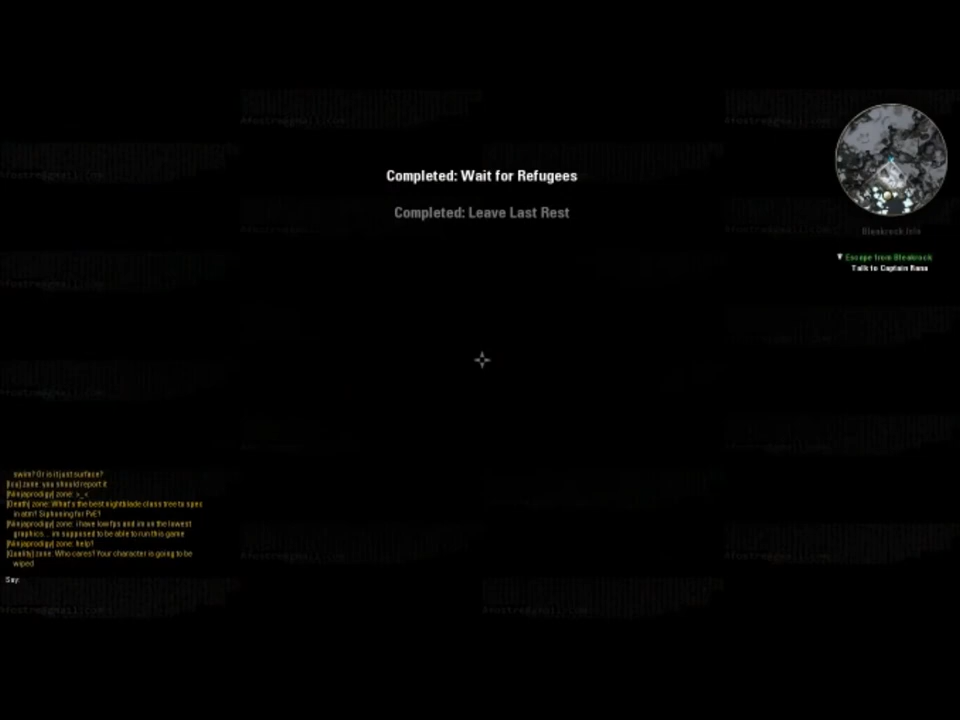 Completed: Wait for Refugees
Completed: Leave Last Rest
Bleakrock Isle
Escape from Bleakrock
Talk to Captain Rana
swim? Or is it just surface?
zone: you should report it
[Ninjaprodigy] zone: >_<
[Death] zone: What's the best nightblade class tree to spec
in atm? Siphoning for PvE?
[Ninjaprodigy] zone: i have low fps and im on the lowest
graphics... im supposed to be able to run this game
[Ninjaprodigy] zone: help!
[Quality] zone: Who cares? Your character is going to be
wiped
Say: